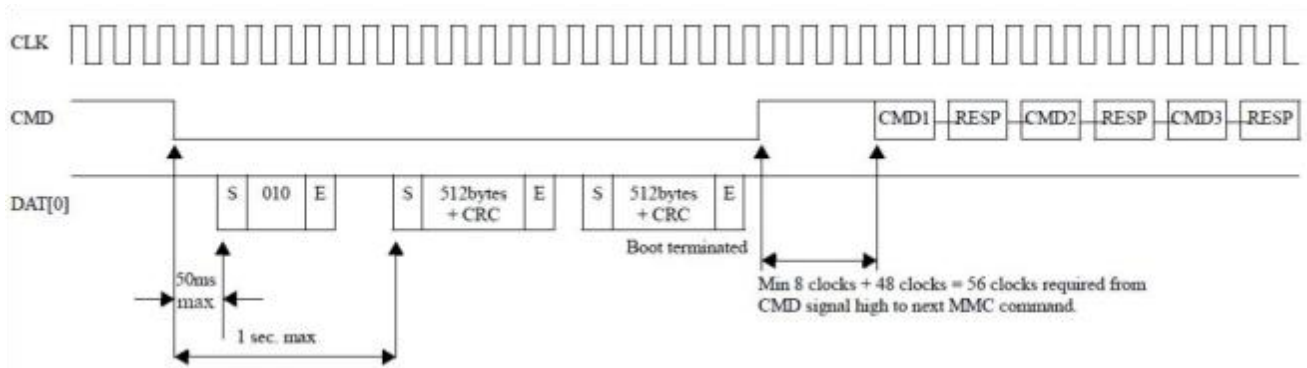 CLK
CMD
CMD1 RESP CMD2 RESP CMD3 RESP
DAT[0]
S 010 E S 512bytes + CRC E S 512bytes + CRC E
Boot terminated
50ms
max
1 sec. max
Min 8 clocks + 48 clocks = 56 clocks required from
CMD signal high to next MMC command.